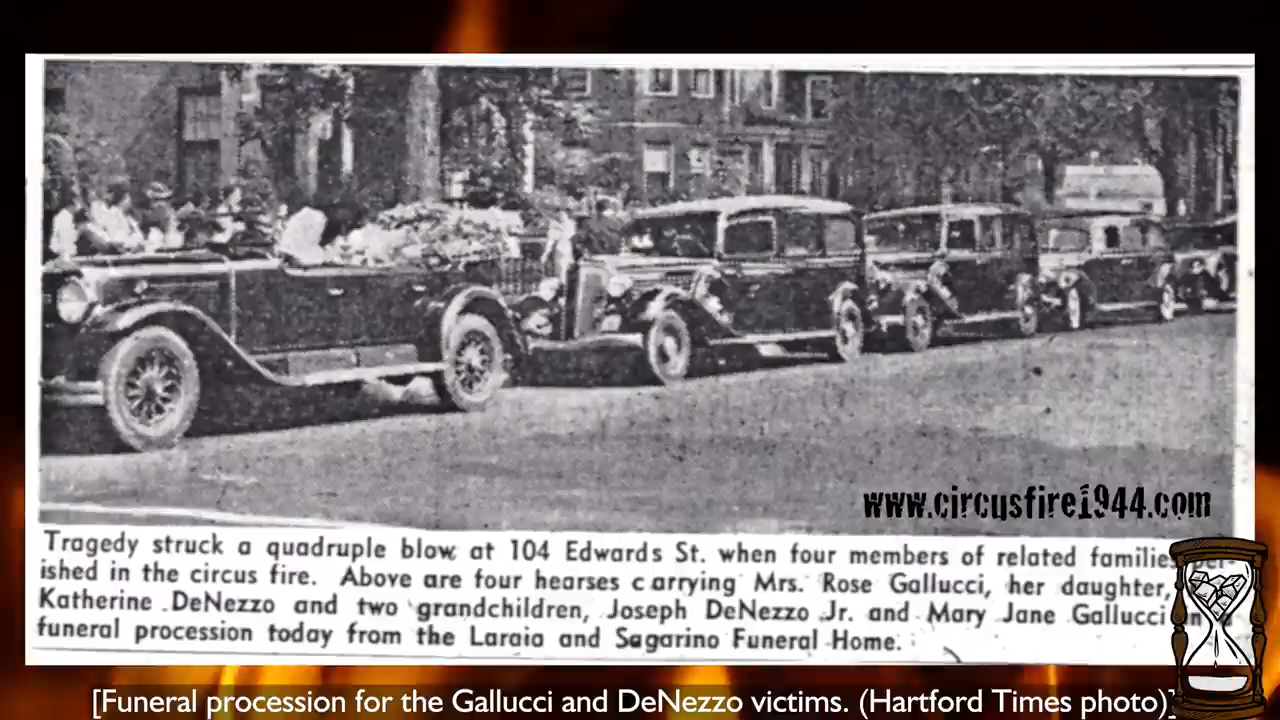 www.circusfire1944.com
Tragedy struck a quadruple blow at 104 Edwards St. when four members of related families per-
ished in the circus fire. Above are four hearses carrying Mrs. Rose Gallucci, her daughter,
Katherine DeNezzo and two grandchildren, Joseph DeNezzo Jr. and Mary Jane Gallucci
funeral procession today from the Laraia and Sagarino Funeral Home.
[Funeral procession for the Gallucci and DeNezzo victims. (Hartford Times photo)]